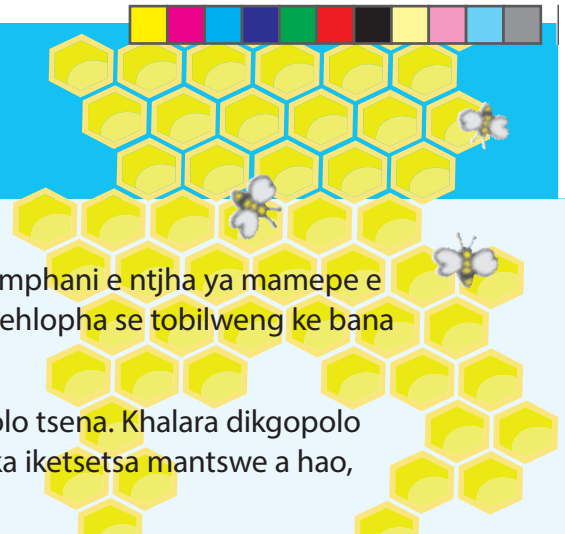 mphani e ntjha ya mamepe e
ehlopha se tobilweng ke bana
olo tsena. Khalara dikgopolo
ka iketsetsa mantswe a hao,